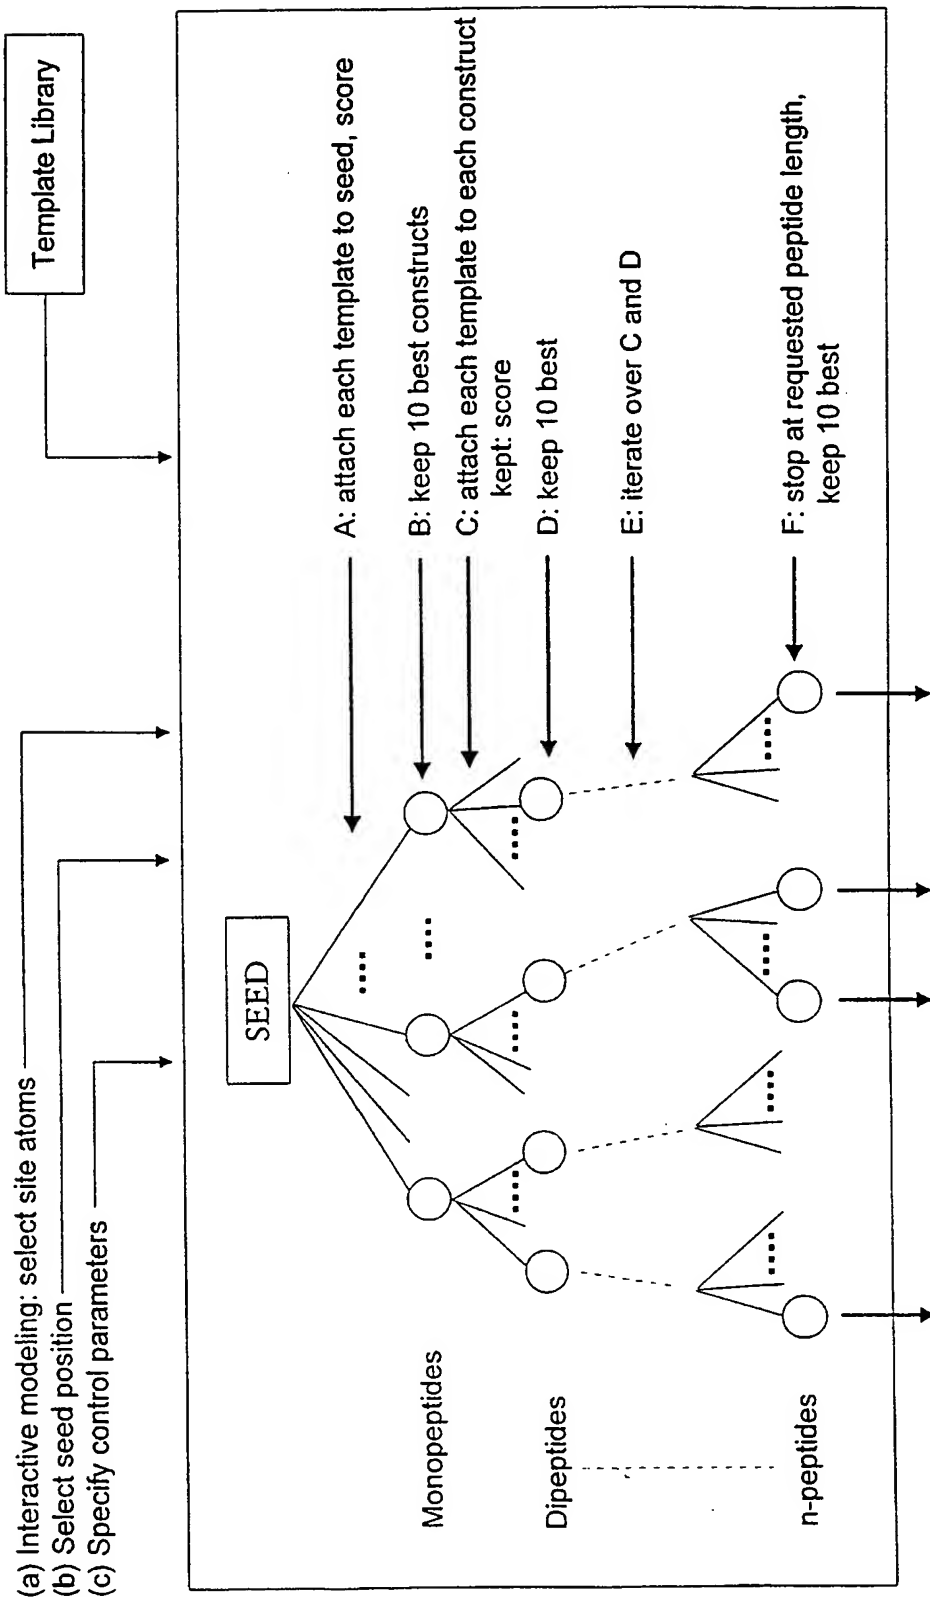 (a) Interactive modeling: select site atoms
(b) Select seed position
(c) Specify control parameters
Template Library
SEED
A: attach each template to seed, score
B: keep 10 best constructs
C: attach each template to each construct
kept: score
D: keep 10 best
E: iterate over C and D
F: stop at requested peptide length,
keep 10 best
Monopeptides
Dipeptides
n-peptides